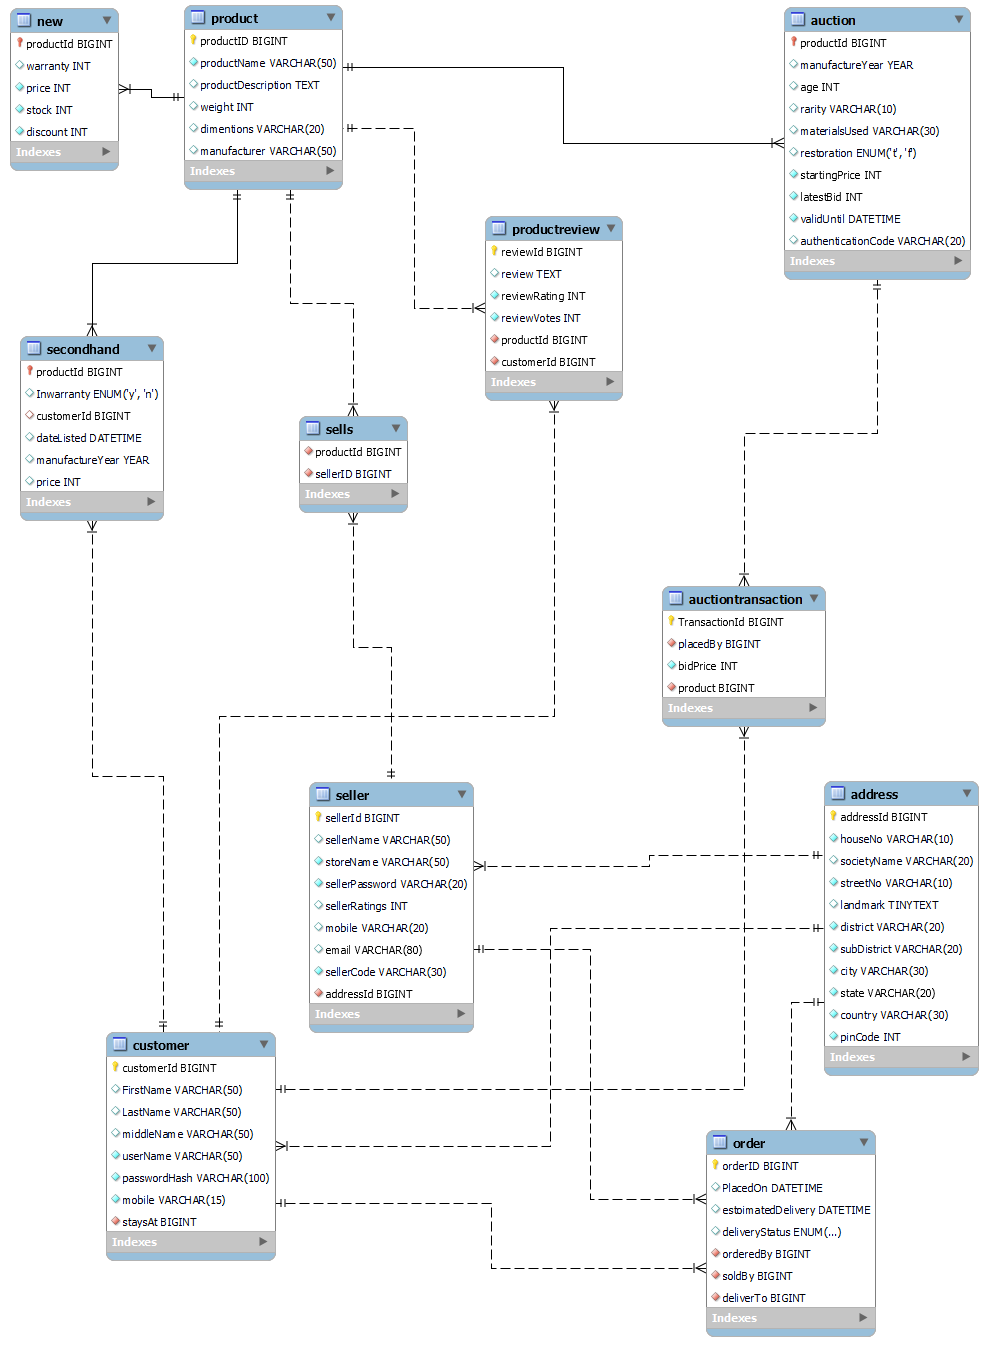 new
productId BIGINT
warranty INT
price INT
stock INT
discount INT
Indexes
product
productID BIGINT
productName VARCHAR(50)
productDescription TEXT
weight INT
dimentions VARCHAR(20)
manufacturer VARCHAR(50)
Indexes
auction
productId BIGINT
manufactureYear YEAR
age INT
rarity VARCHAR(10)
materialsUsed VARCHAR(30)
restoration ENUM('t', 'f')
startingPrice INT
latestBid INT
validUntil DATETIME
authenticationCode VARCHAR(20)
Indexes
productreview
reviewId BIGINT
review TEXT
reviewRating INT
reviewVotes INT
productId BIGINT
customerId BIGINT
Indexes
secondhand
productId BIGINT
Inwarranty ENUM('y', 'n')
customerId BIGINT
dateListed DATETIME
manufactureYear YEAR
price INT
Indexes
sells
productId BIGINT
sellerID BIGINT
Indexes
auctiontransaction
TransactionId BIGINT
placedBy BIGINT
bidPrice INT
product BIGINT
Indexes
seller
sellerId BIGINT
sellerName VARCHAR(50)
storeName VARCHAR(50)
sellerPassword VARCHAR(20)
sellerRatings INT
mobile VARCHAR(20)
email VARCHAR(80)
sellerCode VARCHAR(30)
addressId BIGINT
Indexes
address
addressId BIGINT
houseNo VARCHAR(10)
societyName VARCHAR(20)
streetNo VARCHAR(10)
landmark TINYTEXT
district VARCHAR(20)
subDistrict VARCHAR(20)
city VARCHAR(30)
state VARCHAR(20)
country VARCHAR(30)
pinCode INT
Indexes
customer
customerId BIGINT
FirstName VARCHAR(50)
LastName VARCHAR(50)
middleName VARCHAR(50)
userName VARCHAR(50)
passwordHash VARCHAR(100)
mobile VARCHAR(15)
staysAt BIGINT
Indexes
order
orderID BIGINT
PlacedOn DATETIME
estoimatedDelivery DATETIME
deliveryStatus ENUM(...)
orderedBy BIGINT
soldBy BIGINT
deliverTo BIGINT
Indexes